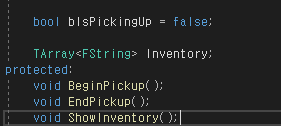 bool bIsPickingUp = false;
TArray<FString> Inventory;
protected:
void BeginPickup();
void EndPickup();
void ShowInventory();